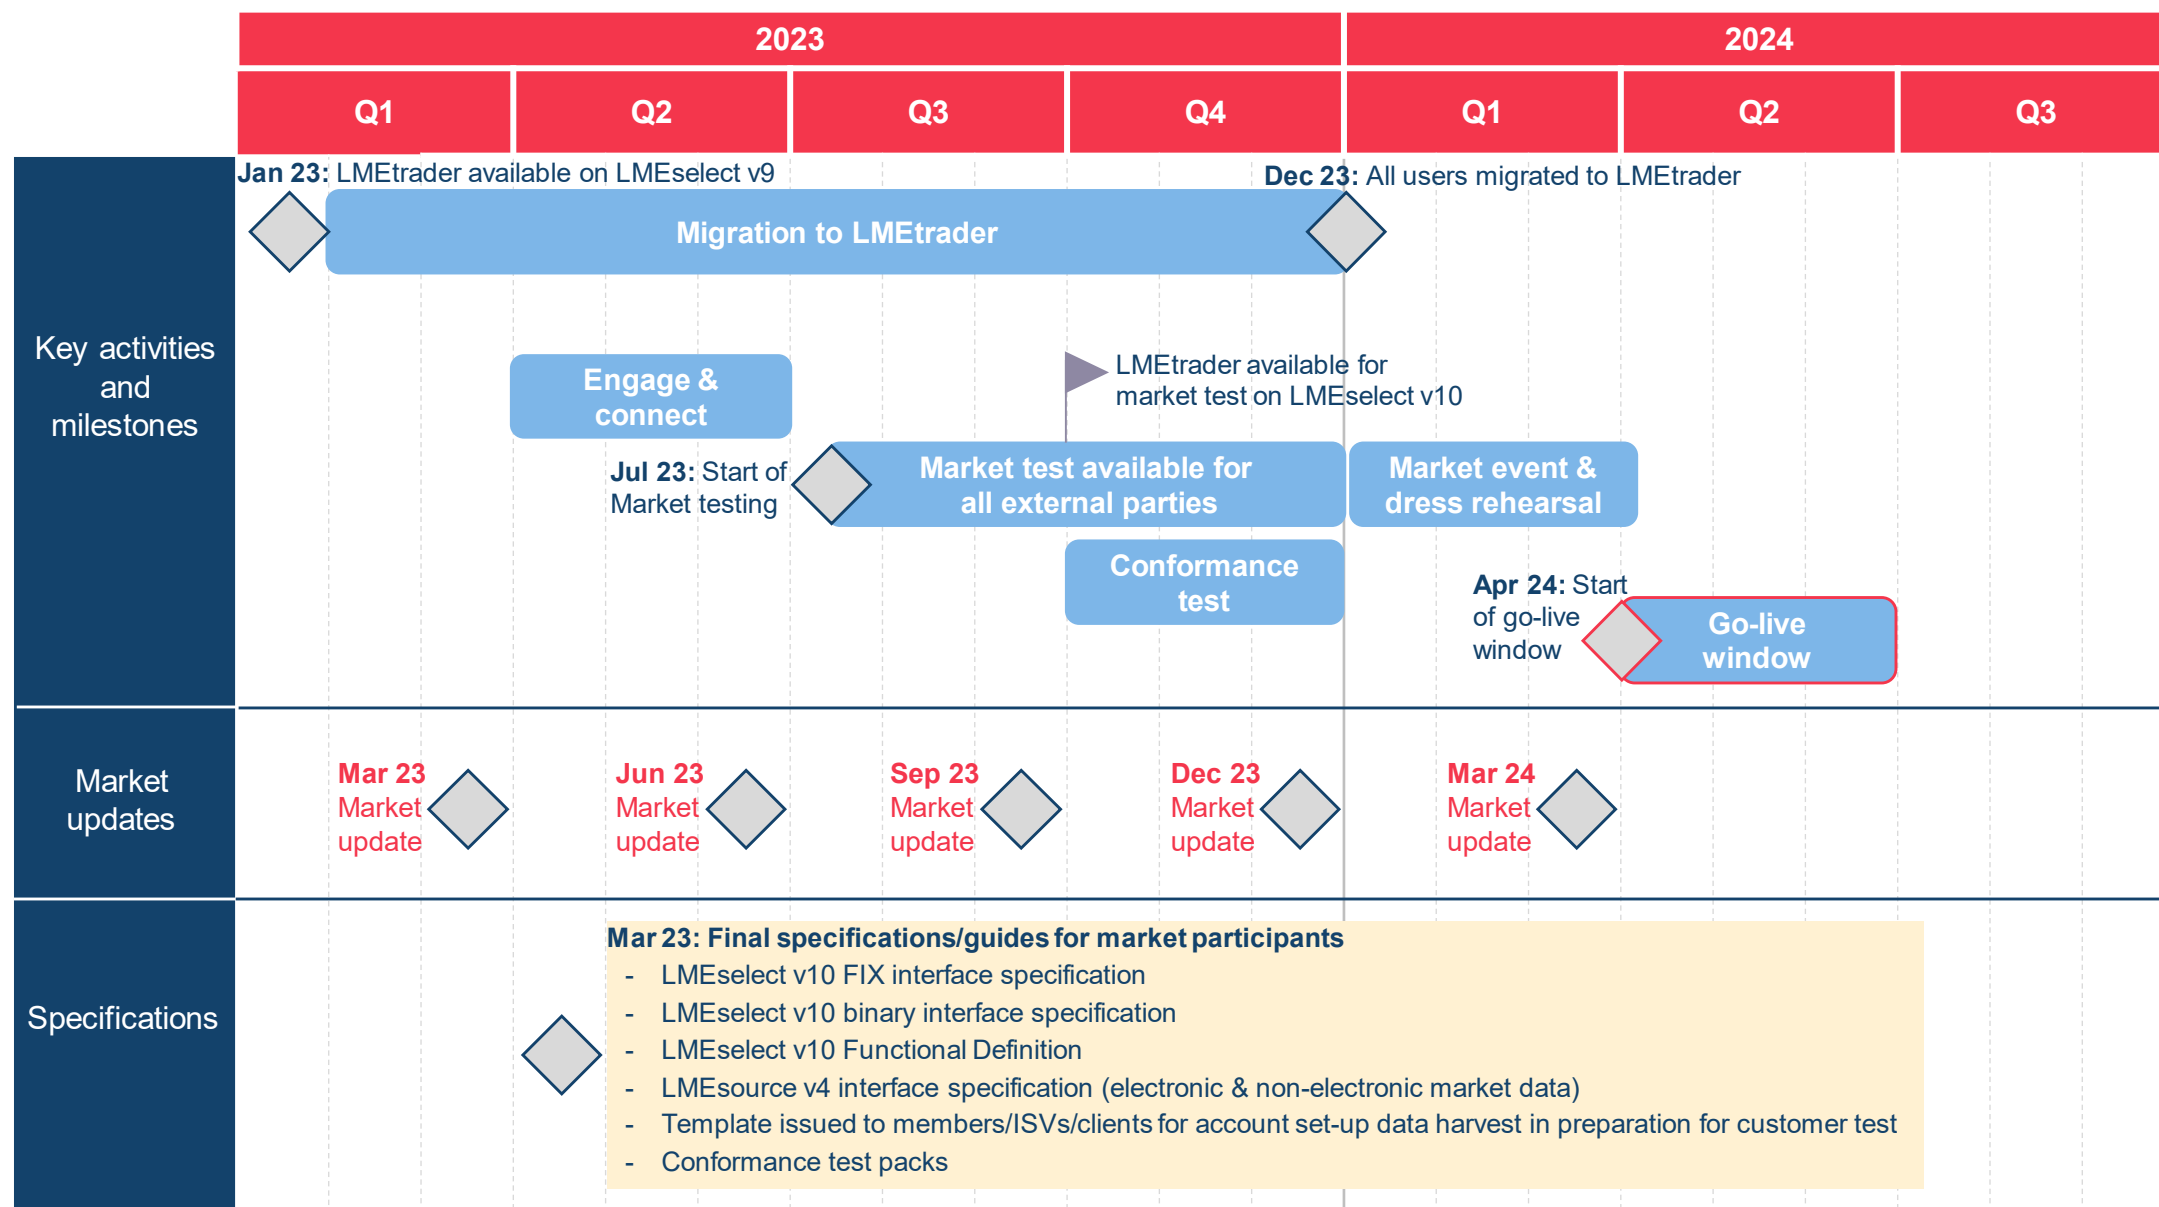 2023
2024
Q1
Q2
Q3
Q4
Q1
Q2
Q3
Key activities
and
milestones
Jan 23: LMEtrader available on LMEselect v9
Dec 23: All users migrated to LMEtrader
Migration to LMEtrader
Engage &
connect
LMEtrader available for
market test on LMEselect v10
Jul 23: Start of
Market testing
Market test available for
all external parties
Market event &
dress rehearsal
Conformance
test
Apr 24: Start
of go-live
window
Go-live
window
Market
updates
Mar 23
Market
update
Jun 23
Market
update
Sep 23
Market
update
Dec 23
Market
update
Mar 24
Market
update
Specifications
Mar 23: Final specifications/guides for market participants
- LMEselect v10 FIX interface specification
- LMEselect v10 binary interface specification
- LMEselect v10 Functional Definition
- LMEsource v4 interface specification (electronic & non-electronic market data)
- Template issued to members/ISVs/clients for account set-up data harvest in preparation for customer test
- Conformance test packs